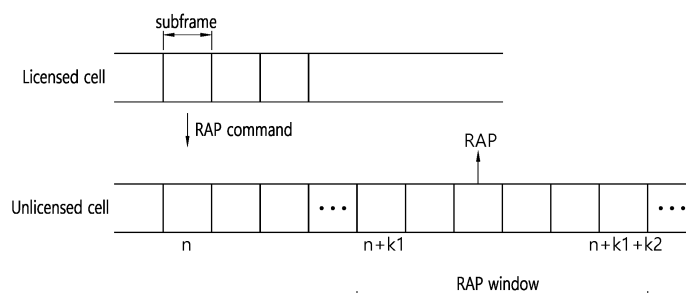 subframe
Licensed cell
RAP command
RAP
Unlicensed cell
...
...
n
n+k1
n+k1+k2
RAP window